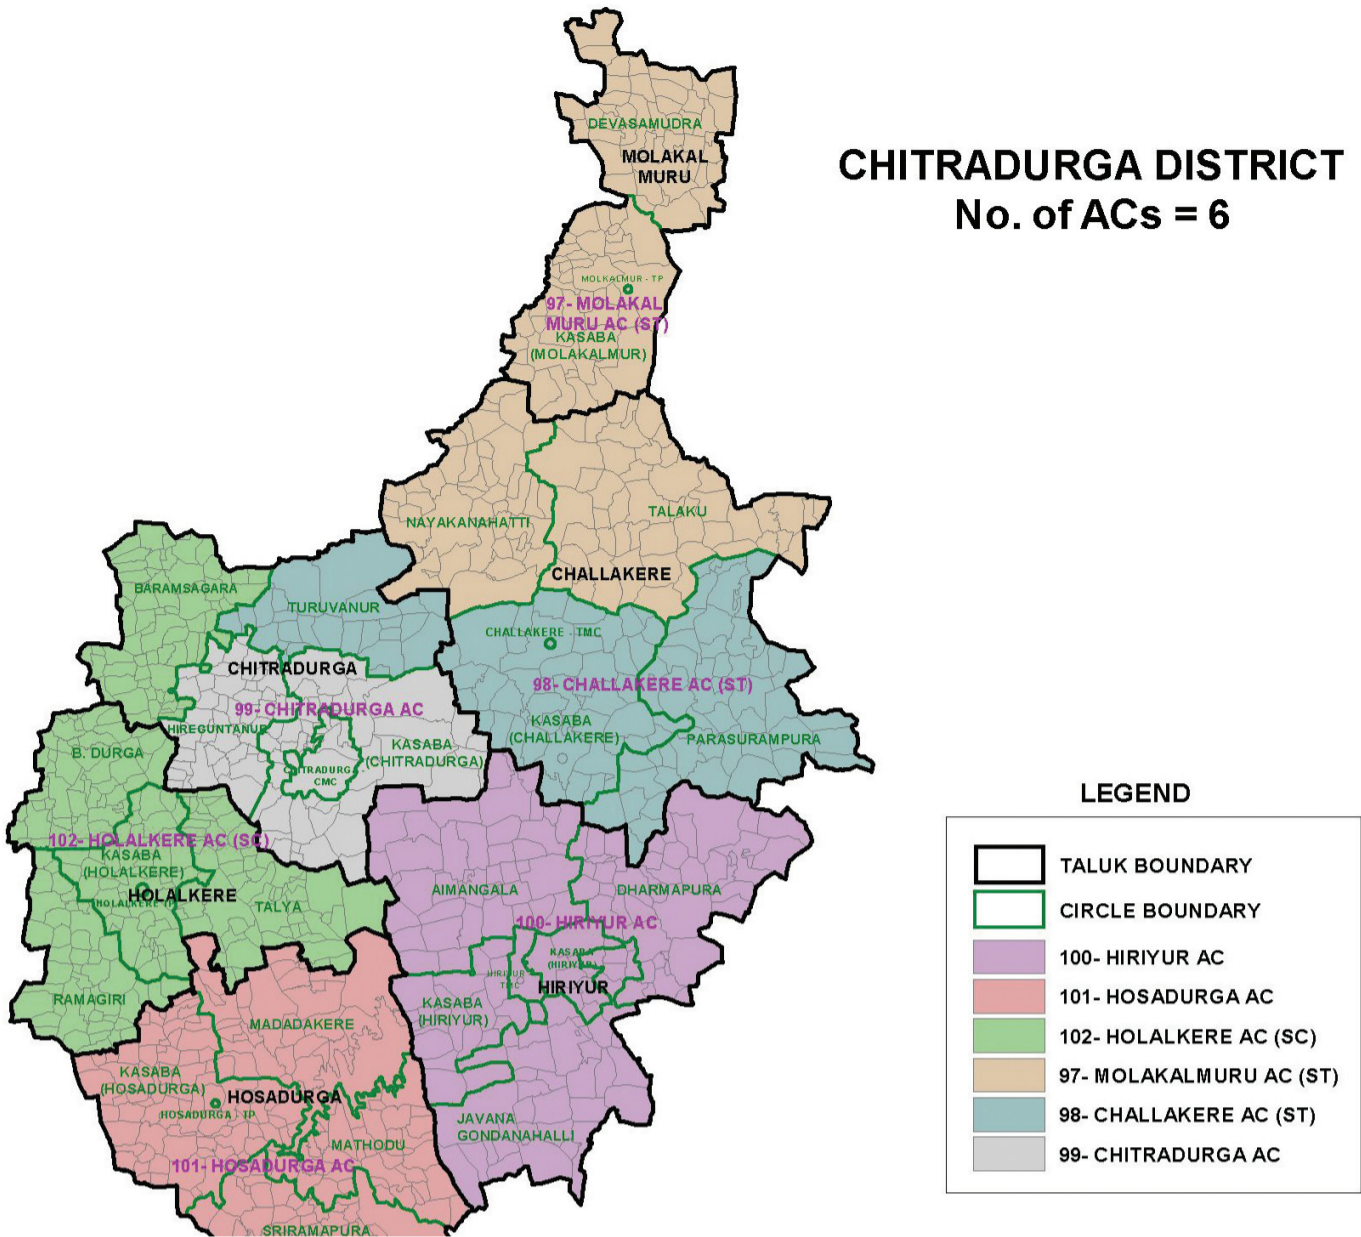 CHITRADURGA DISTRICT
No. of ACs = 6
DEVASAMUDRA
MOLAKAL
MURU
MOLKALMUR - TP
97- MOLAKAL
MURU AC (ST)
KASABA
(MOLAKALMUR)
NAYAKANAHATTI
TALAKU
CHALLAKERE
BARAMSAGARA
TURUVANUR
CHALLAKERE - TMC
CHITRADURGA
98- CHALLAKERE AC (ST)
99- CHITRADURGA AC
HIREGUNTANUR
KASABA
(CHALLAKERE)
PARASURAMPURA
B. DURGA
KASABA
(CHITRADURGA)
CMC
102- HOLALKERE AC (SC)
KASABA
(HOLALKERE)
HOLALKERE
TALYA
AIMANGALA
DHARMAPURA
100- HIRIYUR AC
KASABA
(HIRIYUR)
HIRIYUR
TMC
HIRIYUR
RAMAGIRI
KASABA
(HIRIYUR)
MADADAKERE
KASABA
(HOSADURGA)
HOSADURGA
HOSADURGA - TP
JAVANA
GONDANAHALLI
MATHODU
101- HOSADURGA AC
SRIRAMAPURA
LEGEND
TALUK BOUNDARY
CIRCLE BOUNDARY
100- HIRIYUR AC
101- HOSADURGA AC
102- HOLALKERE AC (SC)
97- MOLAKALMURU AC (ST)
98- CHALLAKERE AC (ST)
99- CHITRADURGA AC